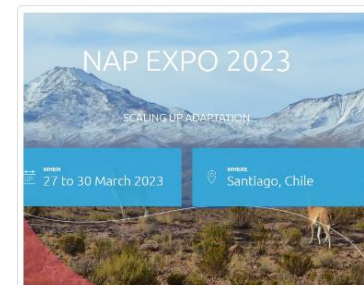 NAP EXPO 2023
SCALING UP ADAPTATION
WHEN
27 to 30 March 2023
WHERE
Santiago, Chile